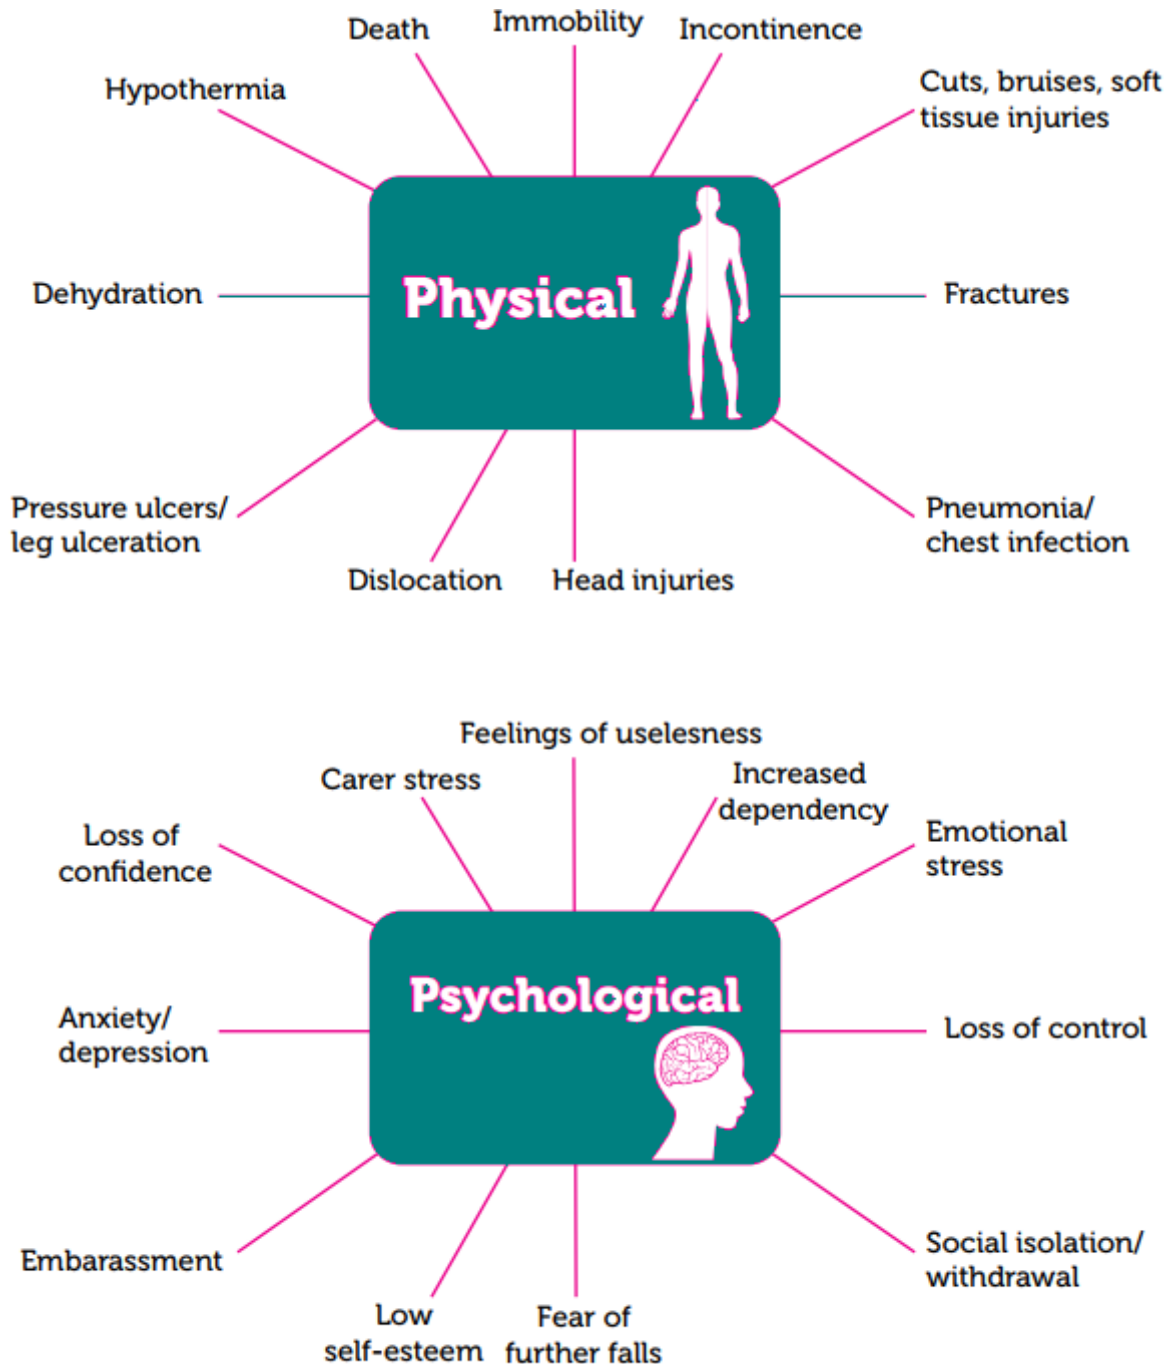 Death
Immobility
Incontinence
Hypothermia
Cuts, bruises, soft
tissue injuries
Dehydration
Physical
Fractures
Pressure ulcers/
leg ulceration
Pneumonia/
chest infection
Dislocation
Head injuries
Feelings of uselesness
Carer stress
Increased
dependency
Loss of
confidence
Emotional
stress
Psychological
Anxiety/
depression
Loss of control
Embarassment
Social isolation/
withdrawal
Low
self-esteem
Fear of
further falls